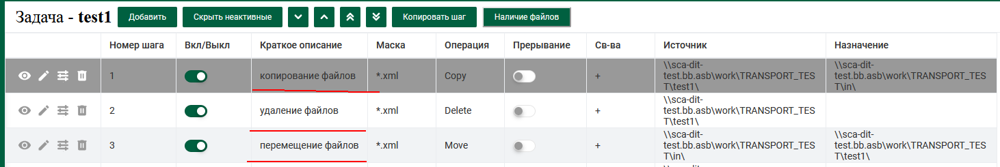 Задача - test1 Добавить Скрыть неактивные Копировать шаг Наличие файлов
Номер шага Вкл/Выкл Краткое описание Маска Операция Прерывание Св-ва Источник Назначение
1 копирование файлов *.xml Copy + \\sca-dit-test.bb.asb\work\TRANSPORT_TEST\test1\ \\sca-dit-test.bb.asb\work\TRANSPORT_TEST\in\
2 удаление файлов *.xml Delete + \\sca-dit-test.bb.asb\work\TRANSPORT_TEST\test1\
3 перемещение файлов *.xml Move + \\sca-dit-test.bb.asb\work\TRANSPORT_TEST\in\ \\sca-dit-test.bb.asb\work\TRANSPORT_TEST\test1\